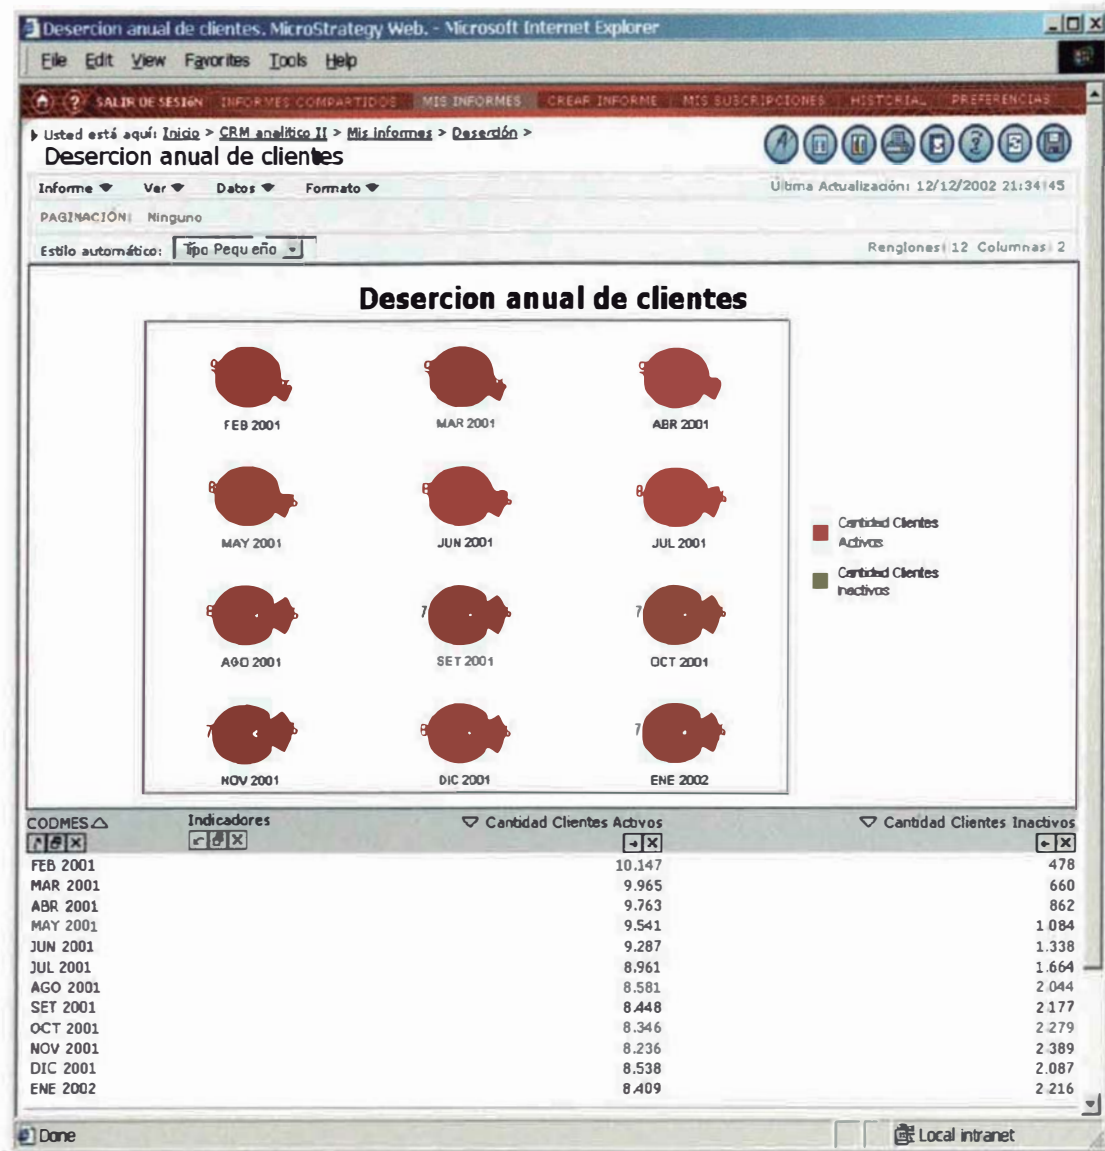 Desercion anual de clientes. MicroStrategy Web. - Microsoft Internet Explorer
File Edit View Favorites Tools Help
SALIR DE SESIÓN INFORMES COMPARTIDOS MIS INFORMES CREAR INFORME MIS SUSCRIPCIONES HISTORIAL PREFERENCIAS
Usted está aquí: Inicio > CRM analítico II > Mis informes > Deserción >
Desercion anual de clientes
Informe Ver Datos Formato Última Actualización: 12/12/2002 21:34:45
PAGINACIÓN: Ninguno
Estilo automático: Tipo Pequeño Renglones: 12 Columnas: 2
Desercion anual de clientes
FEB 2001 MAR 2001 ABR 2001
MAY 2001 JUN 2001 JUL 2001
Cantidad Clientes
Activos
Cantidad Clientes
Inactivos
AGO 2001 SET 2001 OCT 2001
NOV 2001 DIC 2001 ENE 2002
CODMES Indicadores Cantidad Clientes Activos Cantidad Clientes Inactivos
FEB 2001 10.147 478
MAR 2001 9.965 660
ABR 2001 9.763 862
MAY 2001 9.541 1.084
JUN 2001 9.287 1.338
JUL 2001 8.961 1.664
AGO 2001 8.581 2.044
SET 2001 8.448 2.177
OCT 2001 8.346 2.279
NOV 2001 8.236 2.389
DIC 2001 8.538 2.087
ENE 2002 8.409 2.216
Done Local intranet